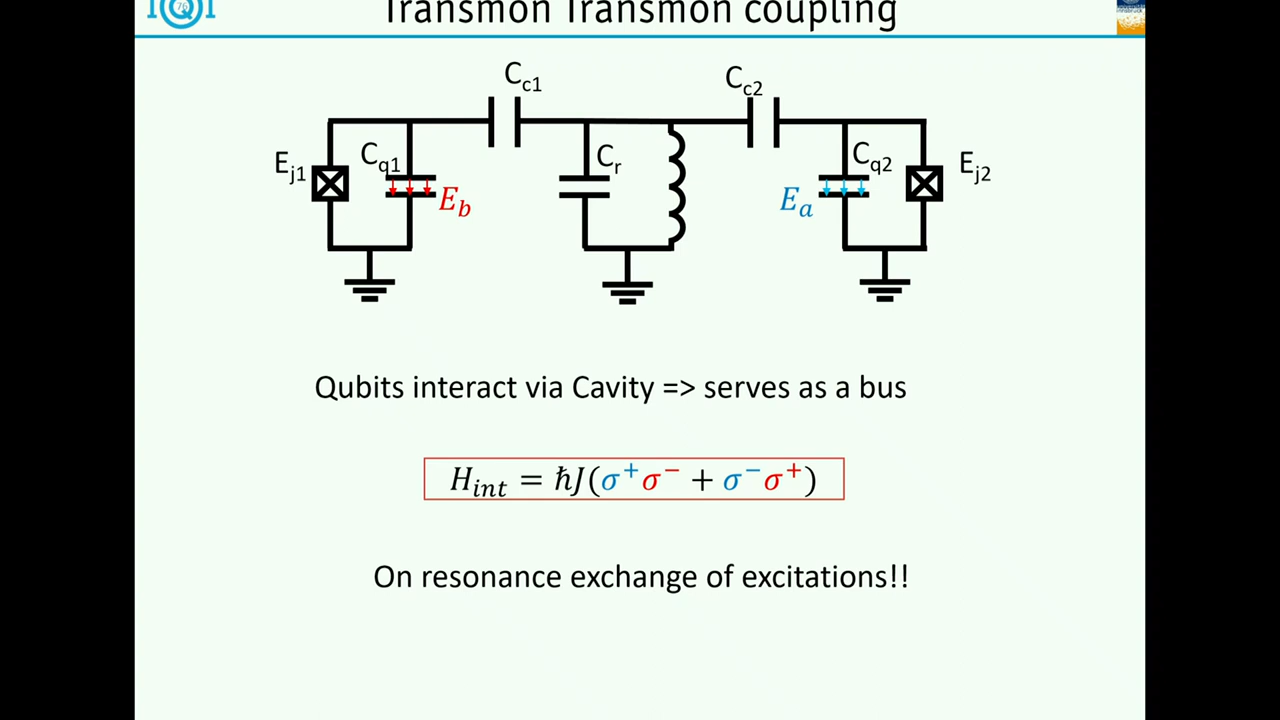 Transmon Transmon coupling
C_c1
C_c2
E_j1
C_q1
E_b
C_r
E_a
C_q2
E_j2
Qubits interact via Cavity => serves as a bus
H_int = ħJ(σ⁺σ⁻ + σ⁻σ⁺)
On resonance exchange of excitations!!